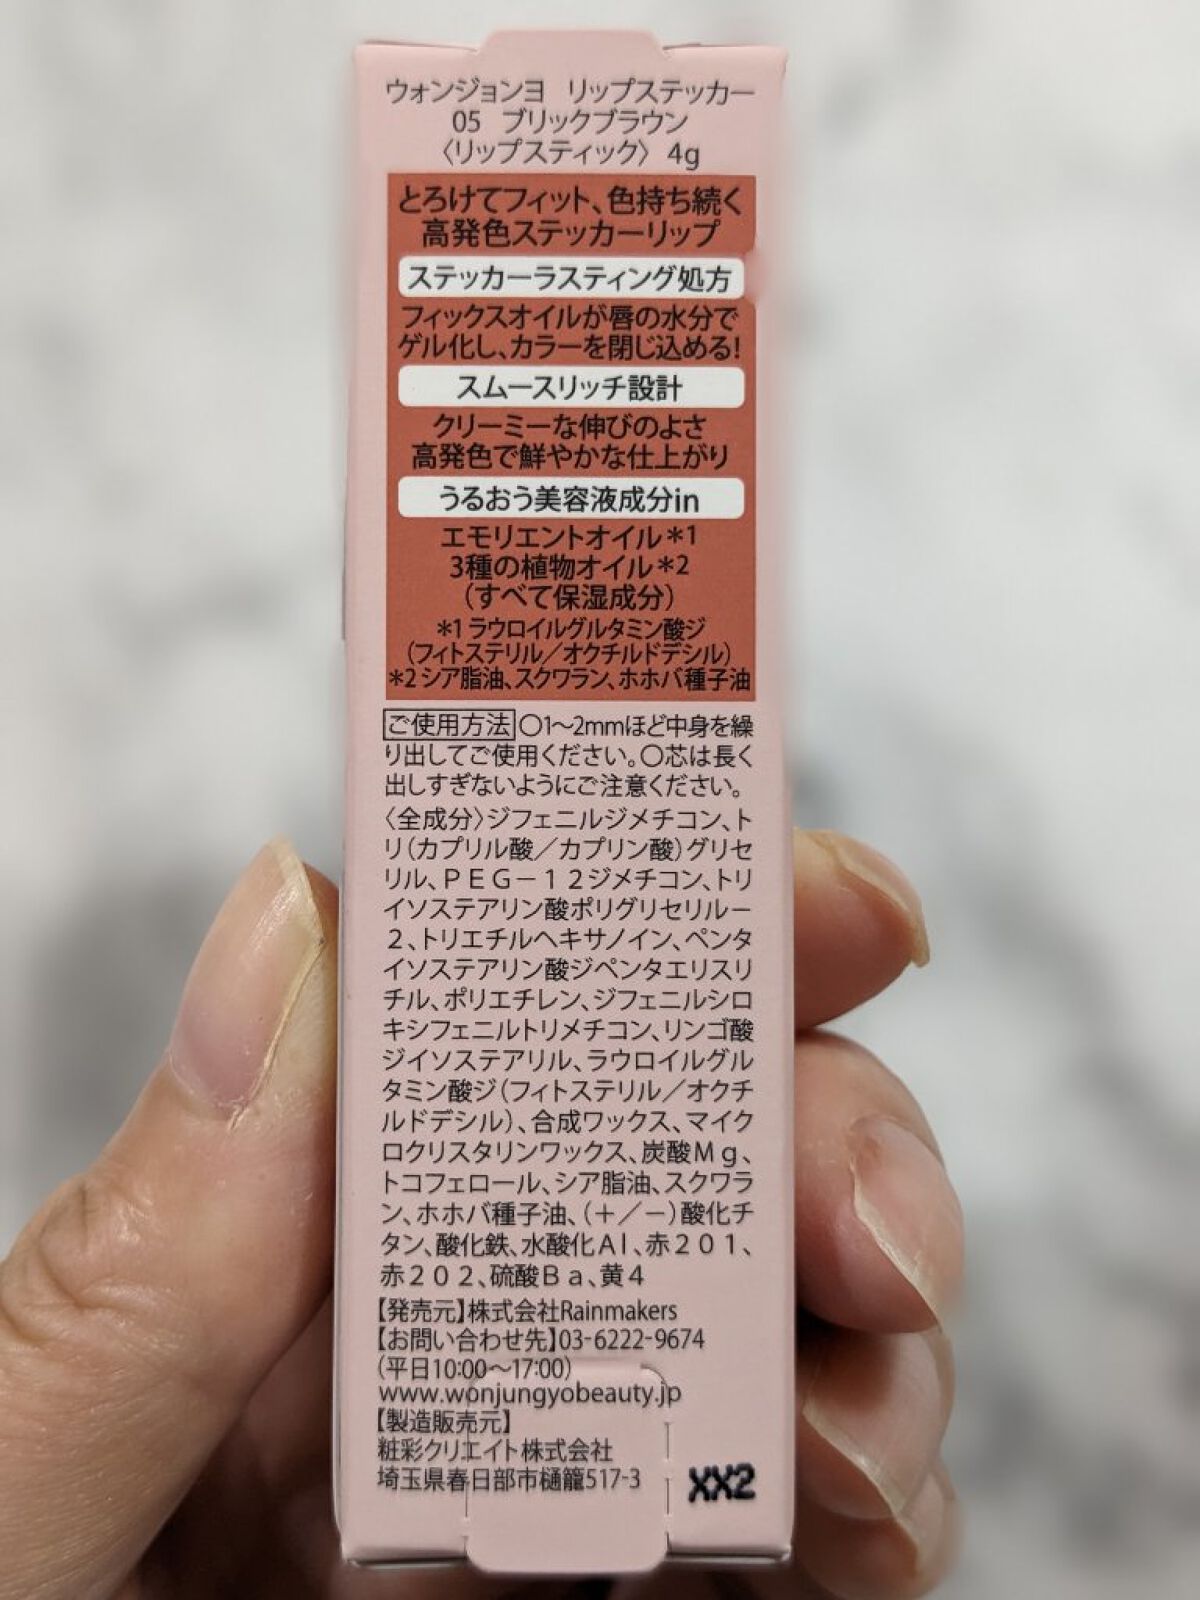 ウォンジョンヨ　リップステッカー
05　ブリックブラウン
〈リップスティック〉 4g
とろけてフィット、色持ち続く
高発色ステッカーリップ
ステッカーラスティング処方
フィックスオイルが唇の水分で
ゲル化し、カラーを閉じ込める!
スムースリッチ設計
クリーミーな伸びのよさ
高発色で鮮やかな仕上がり
うるおう美容液成分in
エモリエントオイル*1
3種の植物オイル*2
(すべて保湿成分)
*1 ラウロイルグルタミン酸ジ
(フィトステリル／オクチルドデシル)
*2 シア脂油、スクワラン、ホホバ種子油
ご使用方法 〇1～2mmほど中身を繰
り出してご使用ください。〇芯は長く
出しすぎないようにご注意ください。
〈全成分〉ジフェニルジメチコン、ト
リ(カプリル酸／カプリン酸)グリセ
リル、ＰＥＧ－１２ジメチコン、トリ
イソステアリン酸ポリグリセリル－
２、トリエチルヘキサノイン、ペンタ
イソステアリン酸ジペンタエリスリ
チル、ポリエチレン、ジフェニルシロ
キシフェニルトリメチコン、リンゴ酸
ジイソステアリル、ラウロイルグル
タミン酸ジ(フィトステリル／オクチ
ルドデシル)、合成ワックス、マイク
ロクリスタリンワックス、炭酸Ｍｇ、
トコフェロール、シア脂油、スクワラ
ン、ホホバ種子油、(＋／－)酸化チ
タン、酸化鉄、水酸化Ａｌ、赤２０１、
赤２０２、硫酸Ｂａ、黄４
【発売元】株式会社Rainmakers
【お問い合わせ先】03-6222-9674
(平日10:00～17:00)
www.wonjungyobeauty.jp
【製造販売元】
粧彩クリエイト株式会社
埼玉県春日部市樋籠517-3
XX2